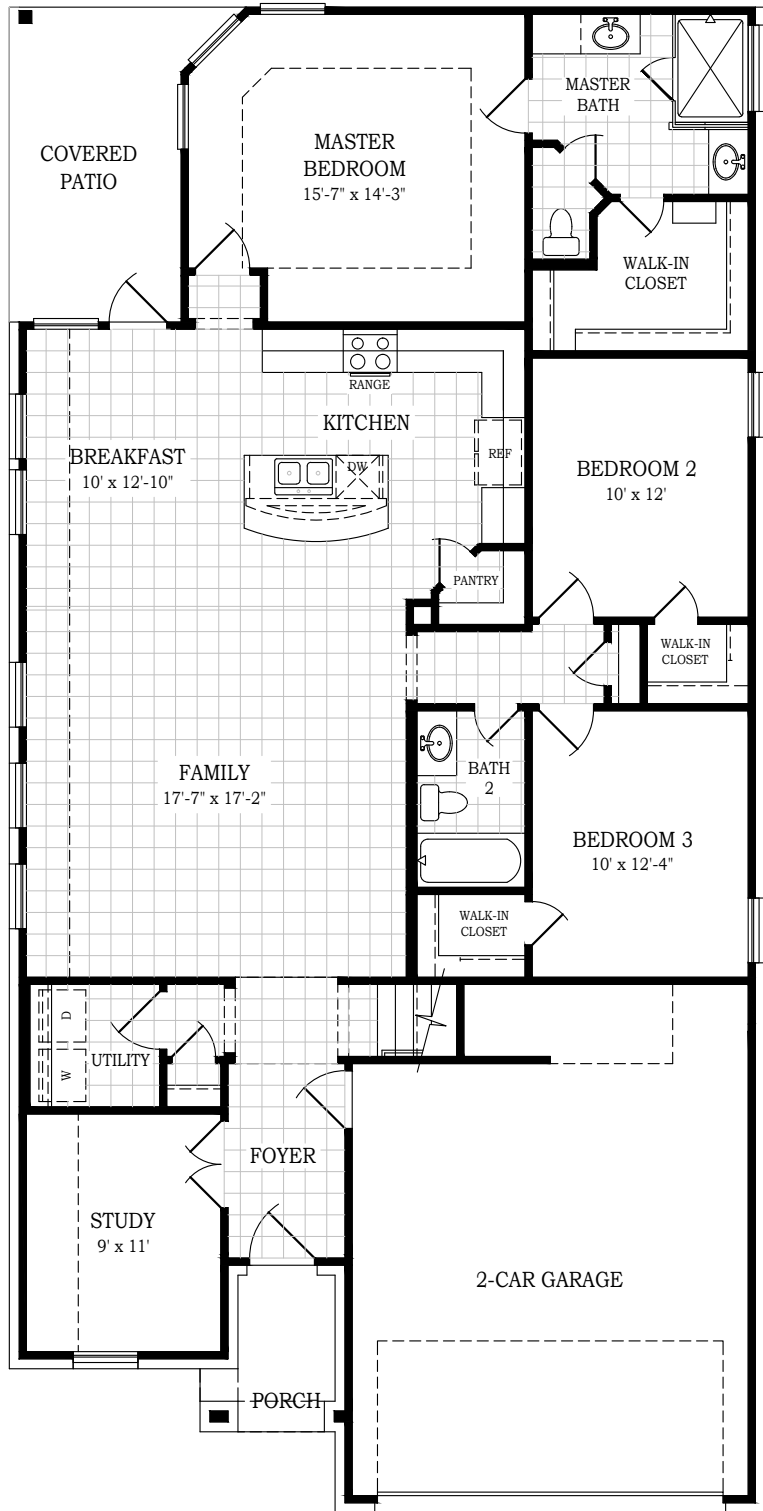 COVERED
PATIO
MASTER
BEDROOM
15'-7" x 14'-3"
MASTER
BATH
WALK-IN
CLOSET
RANGE
KITCHEN
REF
DW
BREAKFAST
10' x 12'-10"
BEDROOM 2
10' x 12'
PANTRY
WALK-IN
CLOSET
FAMILY
17'-7" x 17'-2"
BATH
2
BEDROOM 3
10' x 12'-4"
WALK-IN
CLOSET
D
W
UTILITY
FOYER
STUDY
9' x 11'
2-CAR GARAGE
PORCH